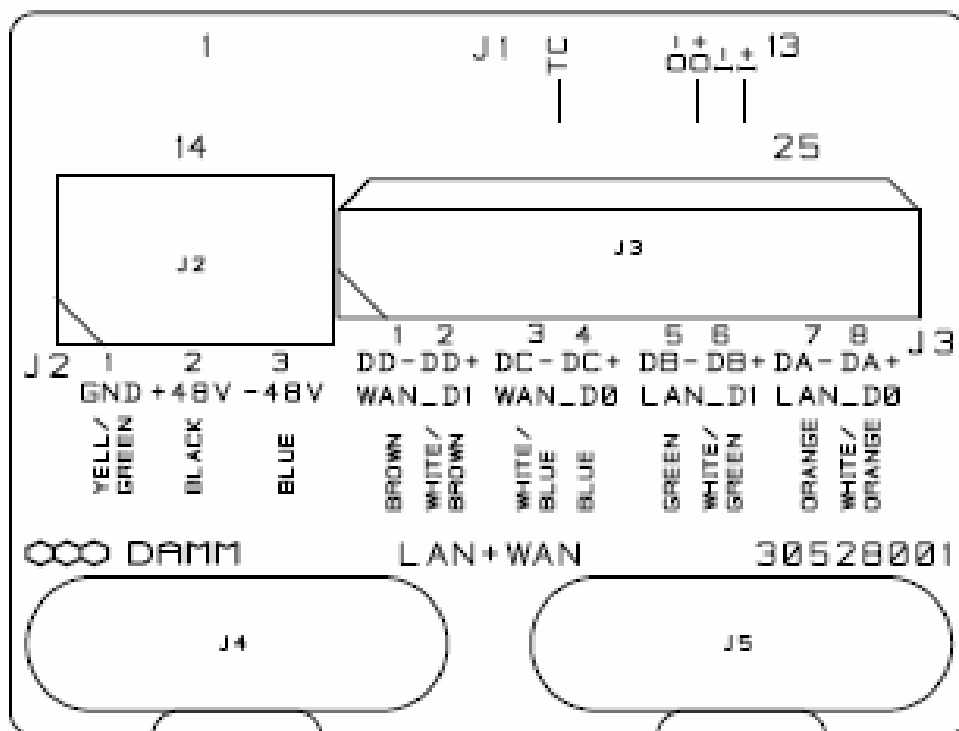 1 J1 TC D- D+ I- I+ 13
14 25
J2 J3
1 2 3 4 5 6 7 8
J2 1 2 3 J3
DD-DD+ DC-DC+ DB-DB+ DA-DA+
GND +48V -48V WAN_D1 WAN_D0 LAN_D1 LAN_D0
YELL/
GREEN BLACK BLUE BROWN WHITE/
BROWN WHITE/
BLUE BLUE GREEN WHITE/
GREEN ORANGE WHITE/
ORANGE
DAMM LAN+WAN 30528001
J4 J5